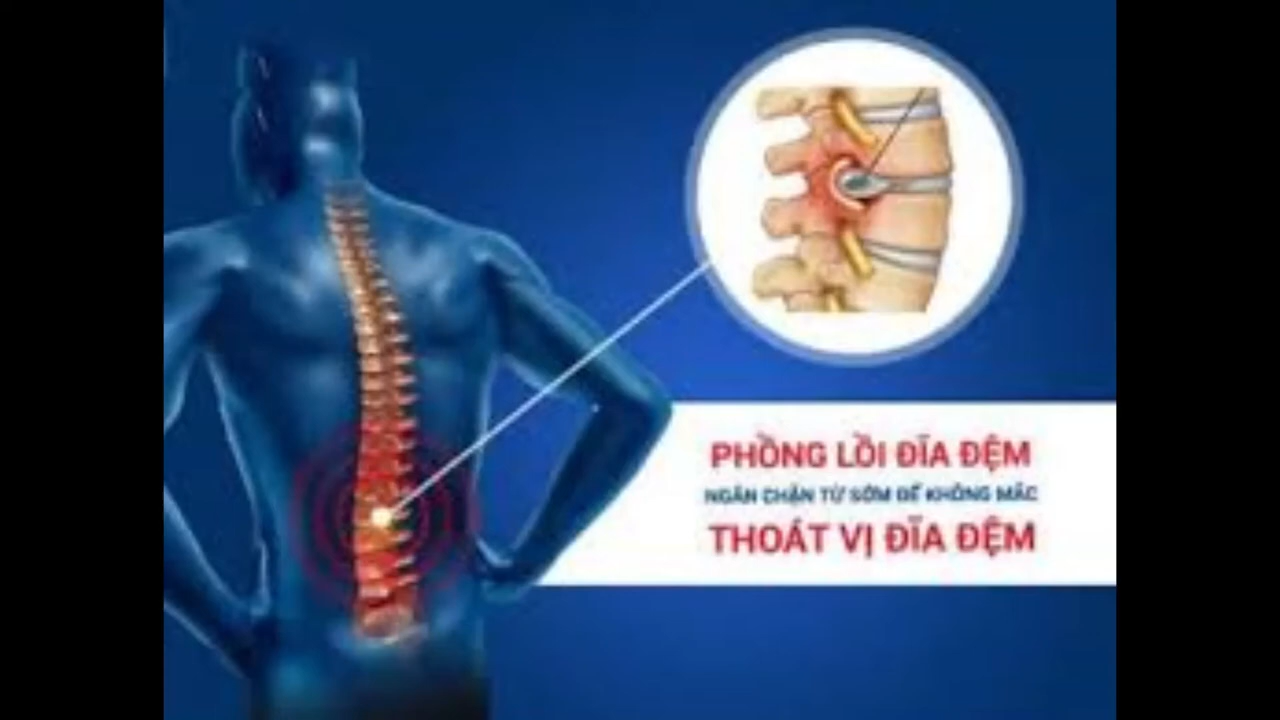 PHỒNG LỒI ĐĨA ĐỆM
NGĂN CHẶN TỪ SỚM ĐỂ KHÔNG MẮC
THOÁT VỊ ĐĨA ĐỆM